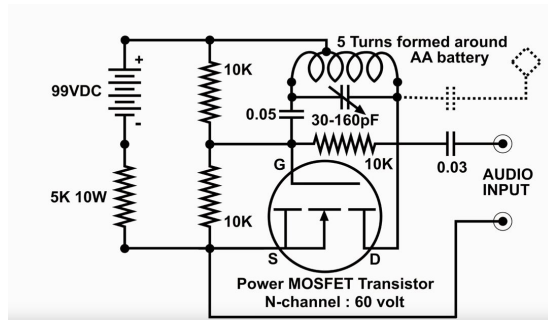 5 Turns formed around
AA battery
+
10K
99VDC
-
0.05
30-160pF
10K
0.03
G
AUDIO
INPUT
5K 10W
10K
S
D
Power MOSFET Transistor
N-channel : 60 volt